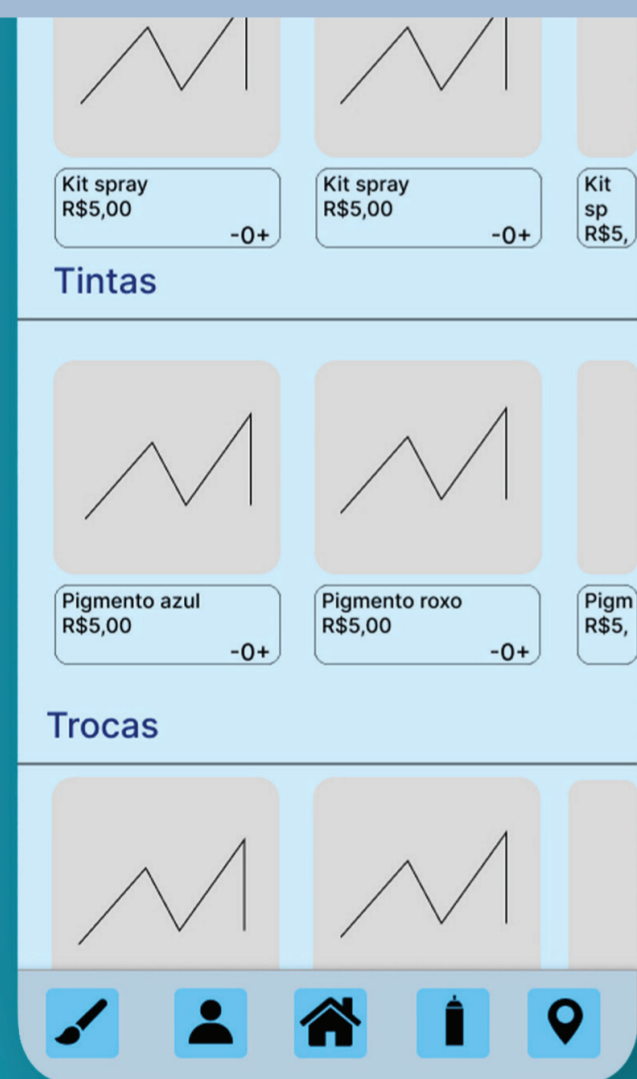 Kit spray
R$5,00
-0+
Kit spray
R$5,00
-0+
Kit
sp
R$5,
Tintas
Pigmento azul
R$5,00
-0+
Pigmento roxo
R$5,00
-0+
Pigm
R$5,
Trocas